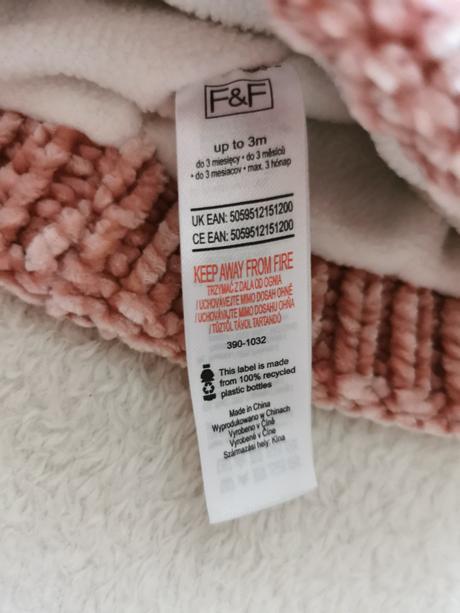 F&F
up to 3m
do 3 miesięcy • do 3 měsíců
• do 3 mesiacov • max. 3 hónap
UK EAN: 5059512151200
CE EAN: 5059512151200
KEEP AWAY FROM FIRE
TRZYMAĆ Z DALA OD OGNIA
/ UCHOVÁVEJTE MIMO DOSAH OHNĚ
/ UCHOVÁVAJTE MIMO DOSAHU OHŇA
/ TŰZTŐL TÁVOL TARTANDÓ
390-1032
This label is made
from 100% recycled
plastic bottles
Made in China
Wyprodukowano w Chinach
Vyrobeno v Číně
Vyrobené v Číne
Származási hely: Kína